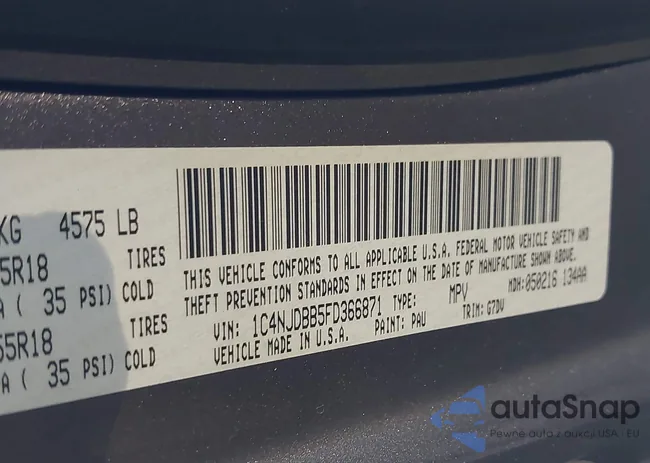 KG 4575 LB
5R18 TIRES
A ( 35 PSI) COLD
55R18 TIRES
A ( 35 PSI) COLD
THIS VEHICLE CONFORMS TO ALL APPLICABLE U.S.A. FEDERAL MOTOR VEHICLE SAFETY AND
THEFT PREVENTION STANDARDS IN EFFECT ON THE DATE OF MANUFACTURE SHOWN ABOVE.
VIN: 1C4NJDBB5FD366871 TYPE: MPV MDH: 050216 134AA
VEHICLE MADE IN U.S.A. PAINT: PAU TRIM: G7DV
autaSnap
Pewne auta z aukcji USA - EU